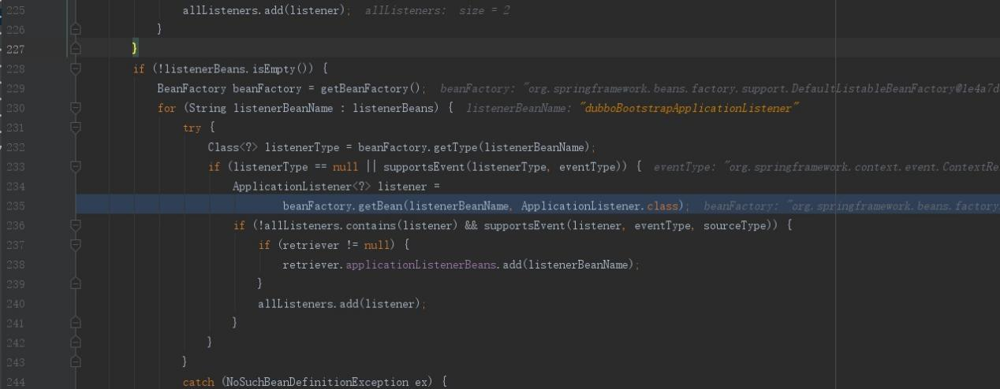 225 allListeners.add(listener); allListeners: size = 2
226 }
227 }
228 if (!listenerBeans.isEmpty()) {
229 BeanFactory beanFactory = getBeanFactory(); beanFactory: "org.springframework.beans.factory.support.DefaultListableBeanFactory@1e4a7d
230 for (String listenerBeanName : listenerBeans) { listenerBeanName: "dubboBootstrapApplicationListener"
231 try {
232 Class<?> listenerType = beanFactory.getType(listenerBeanName);
233 if (listenerType == null || supportsEvent(listenerType, eventType)) { eventType: "org.springframework.context.event.ContextRe
234 ApplicationListener<?> listener =
235 beanFactory.getBean(listenerBeanName, ApplicationListener.class); beanFactory: "org.springframework.beans.factory
236 if (!allListeners.contains(listener) && supportsEvent(listener, eventType, sourceType)) {
237 if (retriever != null) {
238 retriever.applicationListenerBeans.add(listenerBeanName);
239 }
240 allListeners.add(listener);
241 }
242 }
243 }
244 catch (NoSuchBeanDefinitionException ex) {